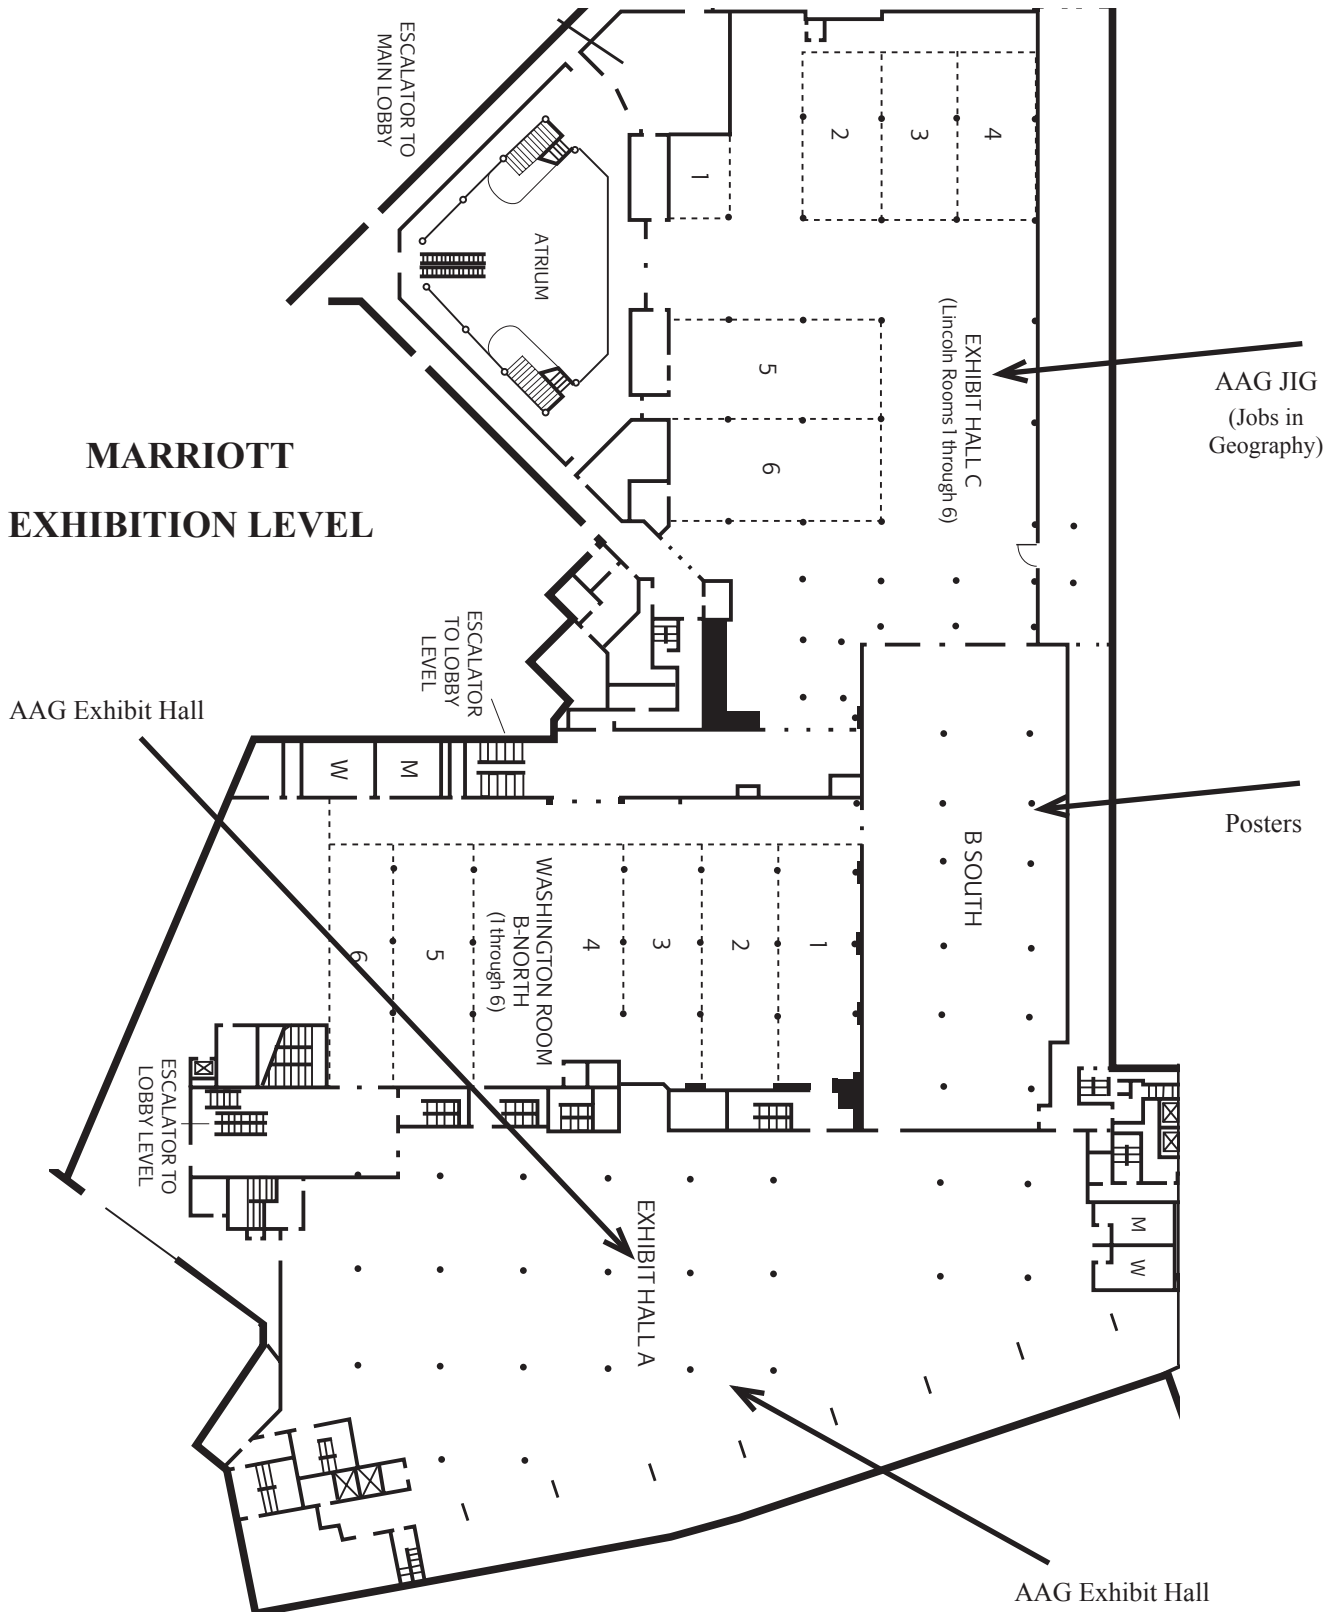 ESCALATOR TO
MAIN LOBBY
2
3
4
1
ATRIUM
EXHIBIT HALL C
(Lincoln Rooms 1 through 6)
5
6
AAG JIG
(Jobs in
Geography)
MARRIOTT
EXHIBITION LEVEL
ESCALATOR
TO LOBBY
LEVEL
AAG Exhibit Hall
W
M
Posters
B SOUTH
WASHINGTON ROOM
B-NORTH
(1 through 6)
6
5
4
3
2
1
ESCALATOR TO
LOBBY LEVEL
EXHIBIT HALL A
M
W
AAG Exhibit Hall